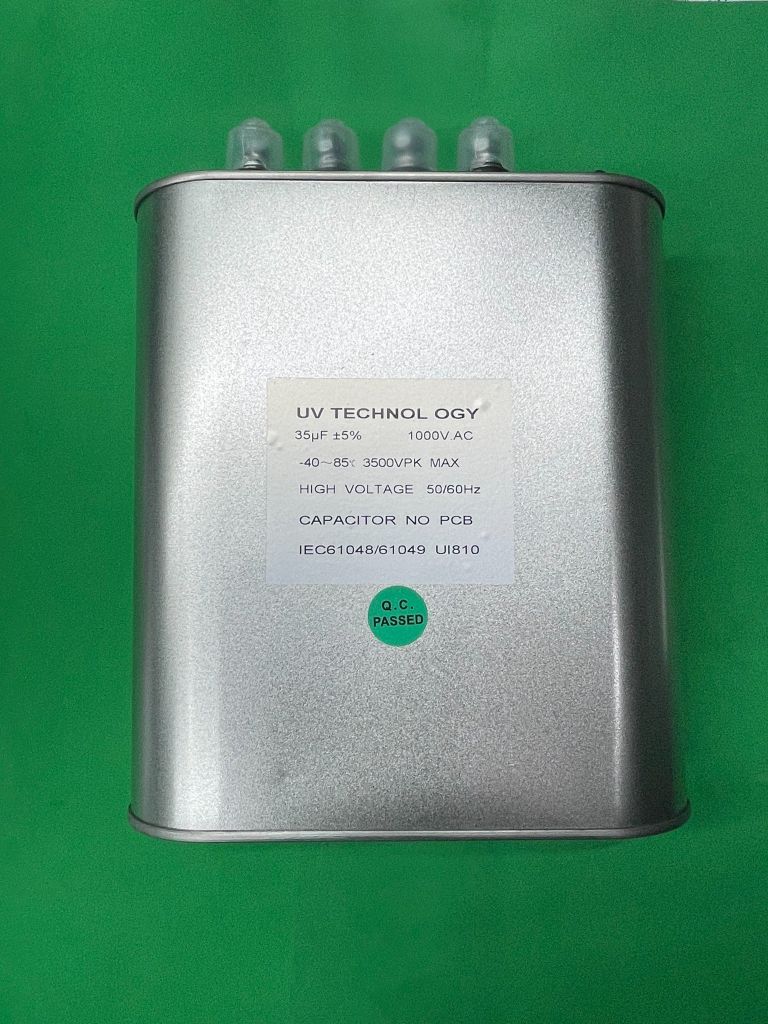 UV TECHNOL OGY
35µF ±5% 1000V.AC
-40～85℃ 3500VPK MAX
HIGH VOLTAGE 50/60Hz
CAPACITOR NO PCB
IEC61048/61049 UI810
Q.C.
PASSED